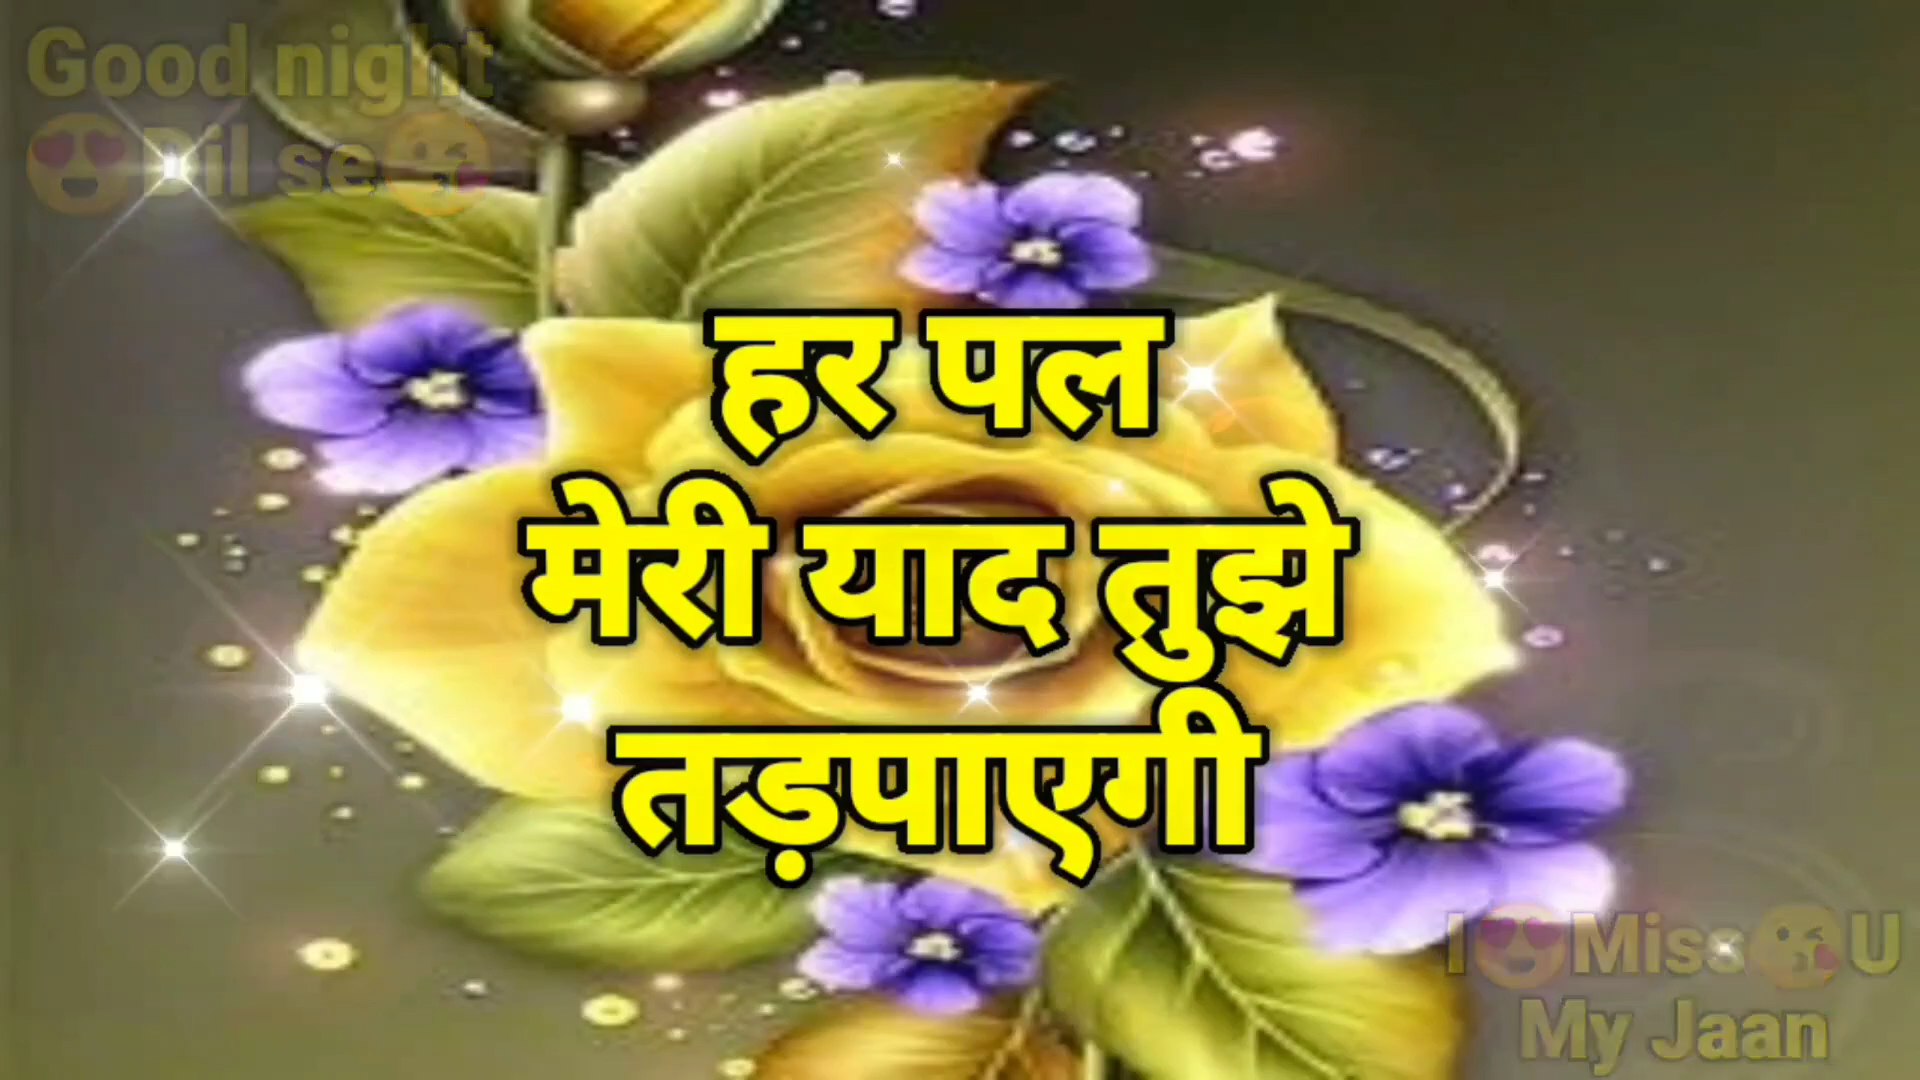 Good night
😍Dil se😘
हर पल
मेरी याद तुझे
तड़पाएगी
I😍Miss😘U
My Jaan